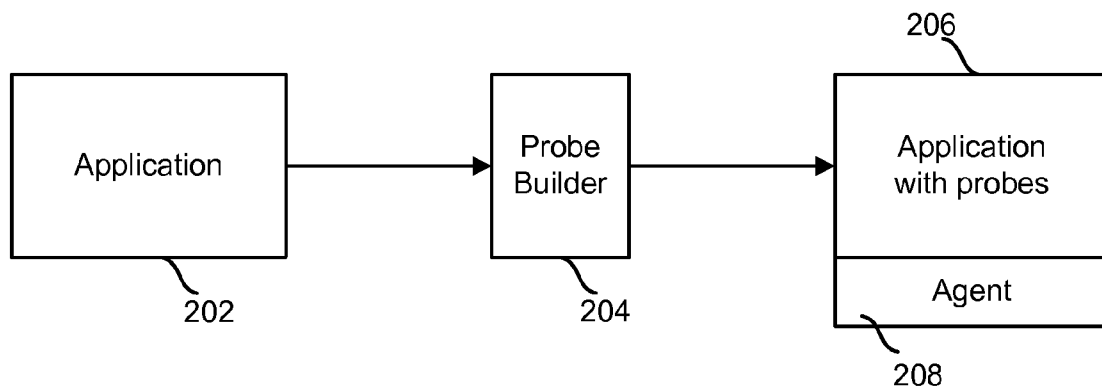 206
Application
Probe
Builder
Application
with probes
Agent
202
204
208